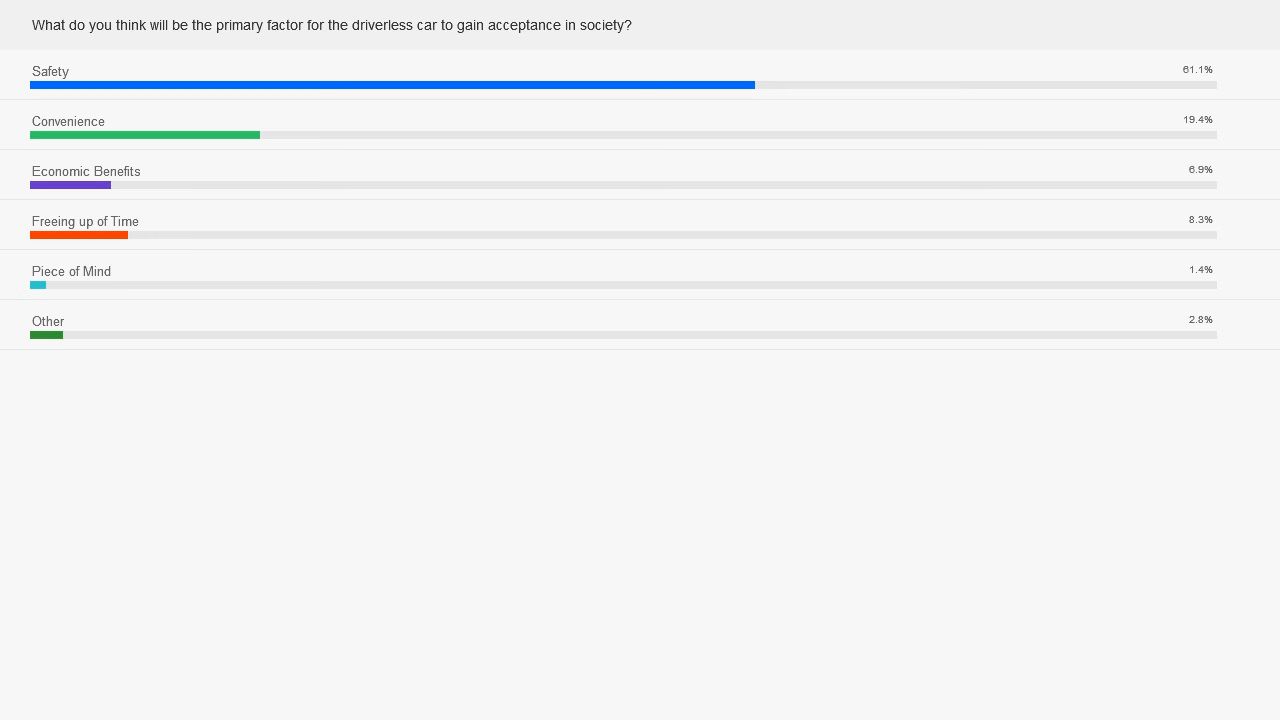 What do you think will be the primary factor for the driverless car to gain acceptance in society?
Safety 61.1%
Convenience 19.4%
Economic Benefits 6.9%
Freeing up of Time 8.3%
Piece of Mind 1.4%
Other 2.8%